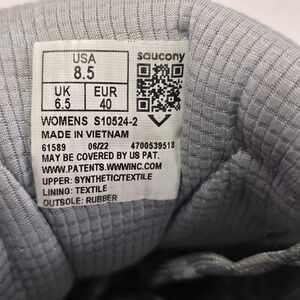 USA
8.5
saucony
UK
6.5
EUR
40
WOMENS S10524-2
MADE IN VIETNAM
61589 06/22 4700539518
MAY BE COVERED BY US PAT.
WWW.PATENTS.WWWINC.COM
UPPER: SYNTHETIC/TEXTILE
LINING: TEXTILE
OUTSOLE: RUBBER